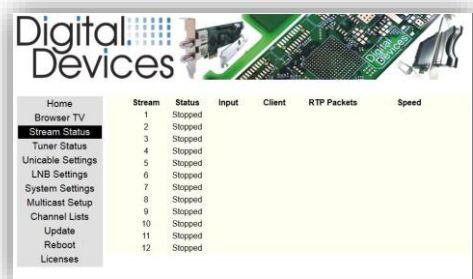 Digital
Devices
Home
Browser TV
Stream Status
Tuner Status
Unicable Settings
LNB Settings
System Settings
Multicast Setup
Channel Lists
Update
Reboot
Licenses
Stream Status Input Client RTP Packets Speed
1 Stopped
2 Stopped
3 Stopped
4 Stopped
5 Stopped
6 Stopped
7 Stopped
8 Stopped
9 Stopped
10 Stopped
11 Stopped
12 Stopped